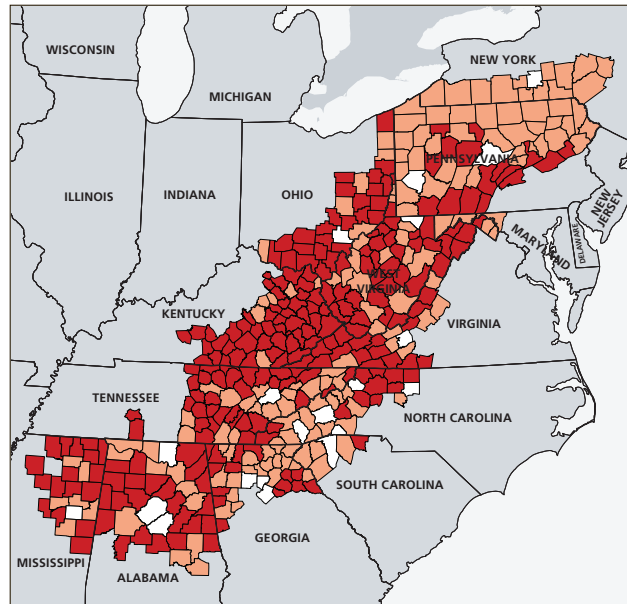 WISCONSIN
NEW YORK
MICHIGAN
PENNSYLVANIA
ILLINOIS
INDIANA
OHIO
NEW
JERSEY
MARYLAND
DELAWARE
WEST
VIRGINIA
KENTUCKY
VIRGINIA
TENNESSEE
NORTH CAROLINA
SOUTH CAROLINA
GEORGIA
MISSISSIPPI
ALABAMA